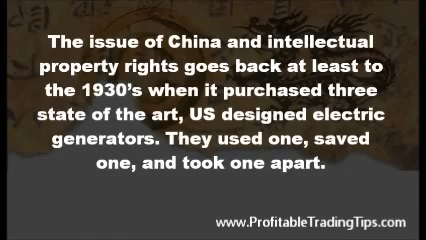 The issue of China and intellectual
property rights goes back at least to
the 1930’s when it purchased three
state of the art, US designed electric
generators. They used one, saved
one, and took one apart.
www.ProfitableTradingTips.com